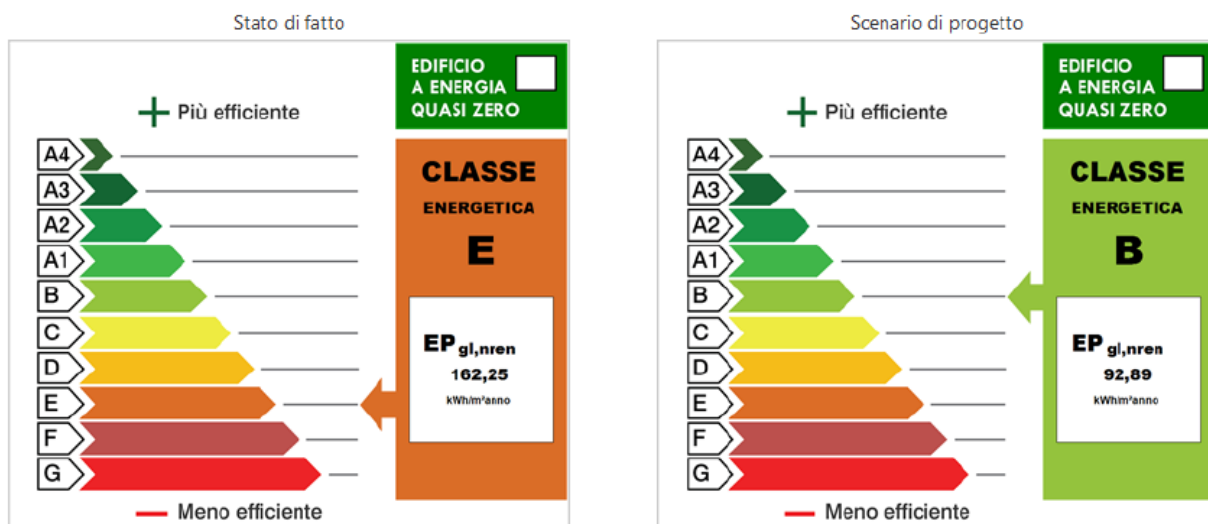 Stato di fatto
EDIFICIO
A ENERGIA
QUASI ZERO
Più efficiente
A4
A3
A2
A1
B
C
D
E
F
G
Meno efficiente
CLASSE
ENERGETICA
E
EP gl,nren
162,25
kWh/m²anno
Scenario di progetto
EDIFICIO
A ENERGIA
QUASI ZERO
Più efficiente
A4
A3
A2
A1
B
C
D
E
F
G
Meno efficiente
CLASSE
ENERGETICA
B
EP gl,nren
92,89
kWh/m²anno